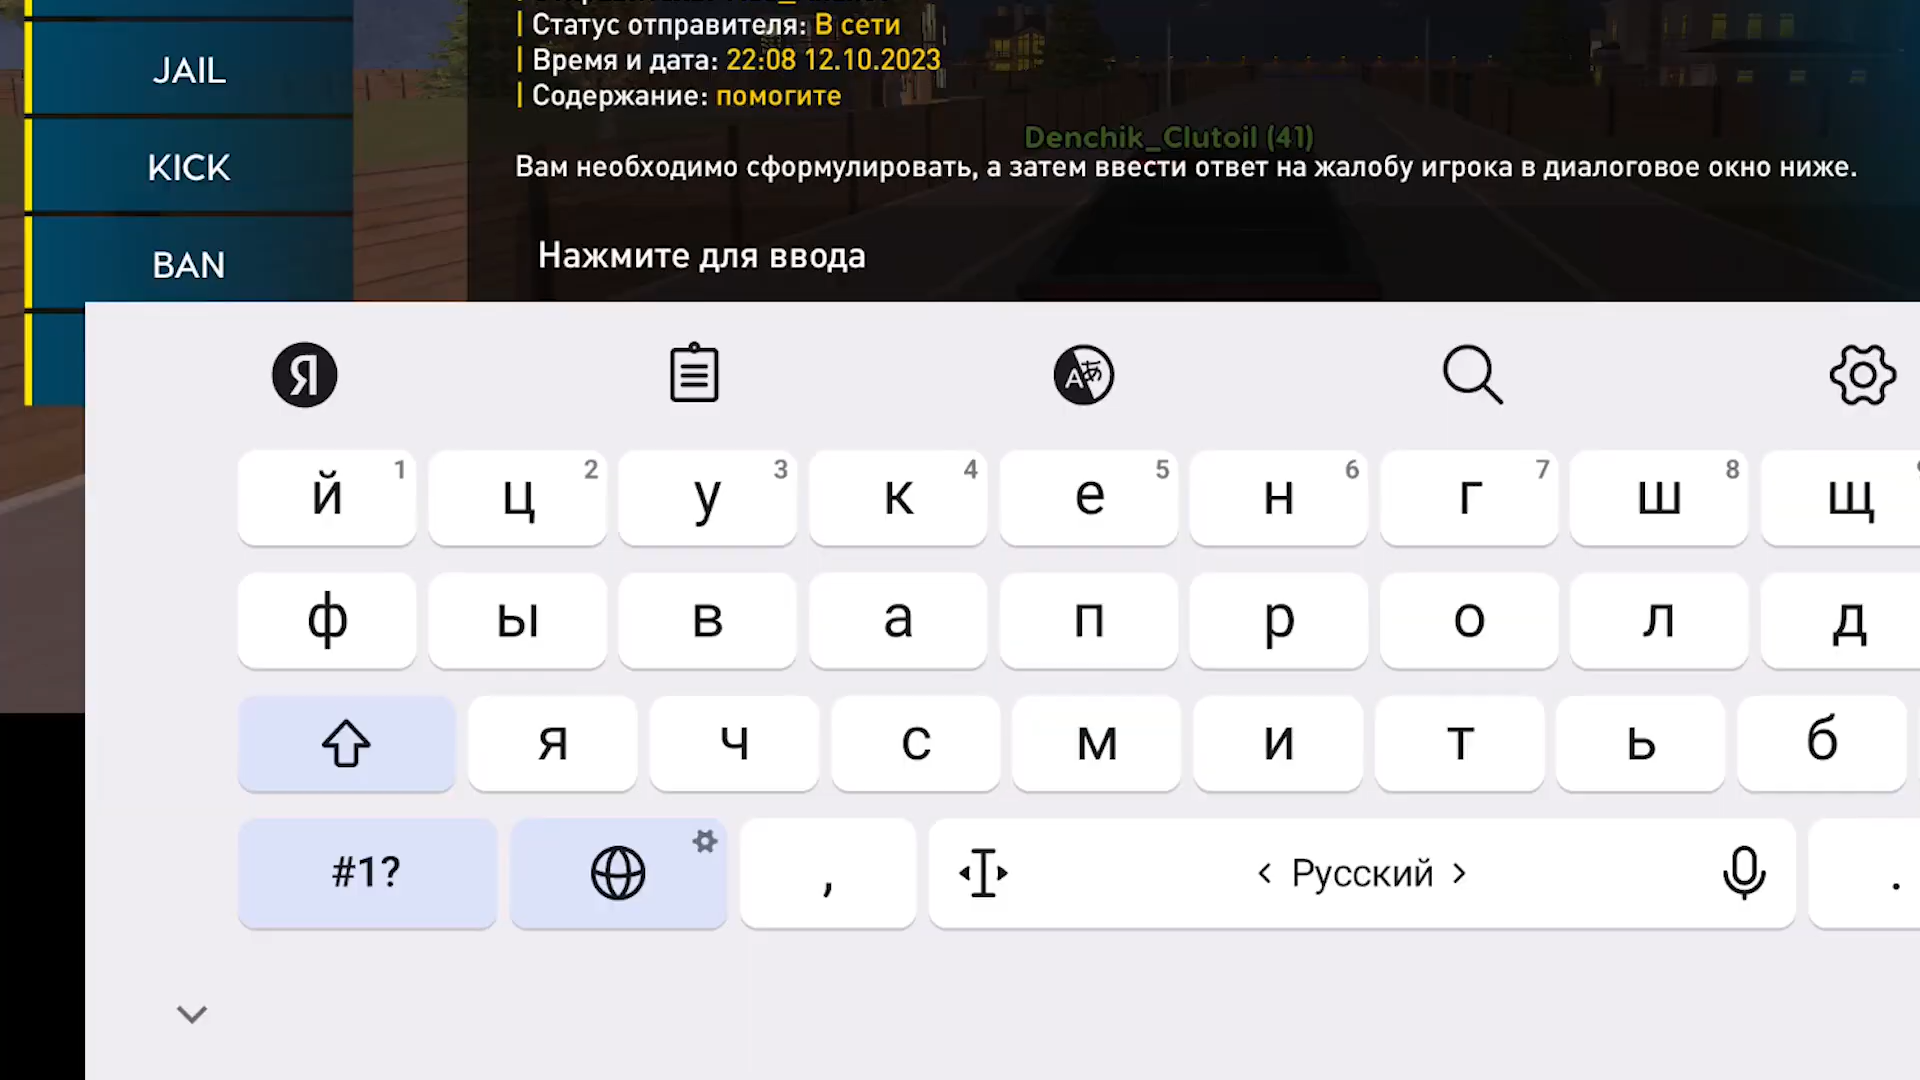 JAIL
KICK
BAN
| Статус отправителя: В сети
| Время и дата: 22:08 12.10.2023
| Содержание: помогите
Denchik_Clutoil (41)
Вам необходимо сформулировать, а затем ввести ответ на жалобу игрока в диалоговое окно ниже.
Нажмите для ввода
Я
й 1 ц 2 у 3 к 4 е 5 н 6 г 7 ш 8 щ
ф ы в а п р о л д
я ч с м и т ь б
#1? , < Русский > .